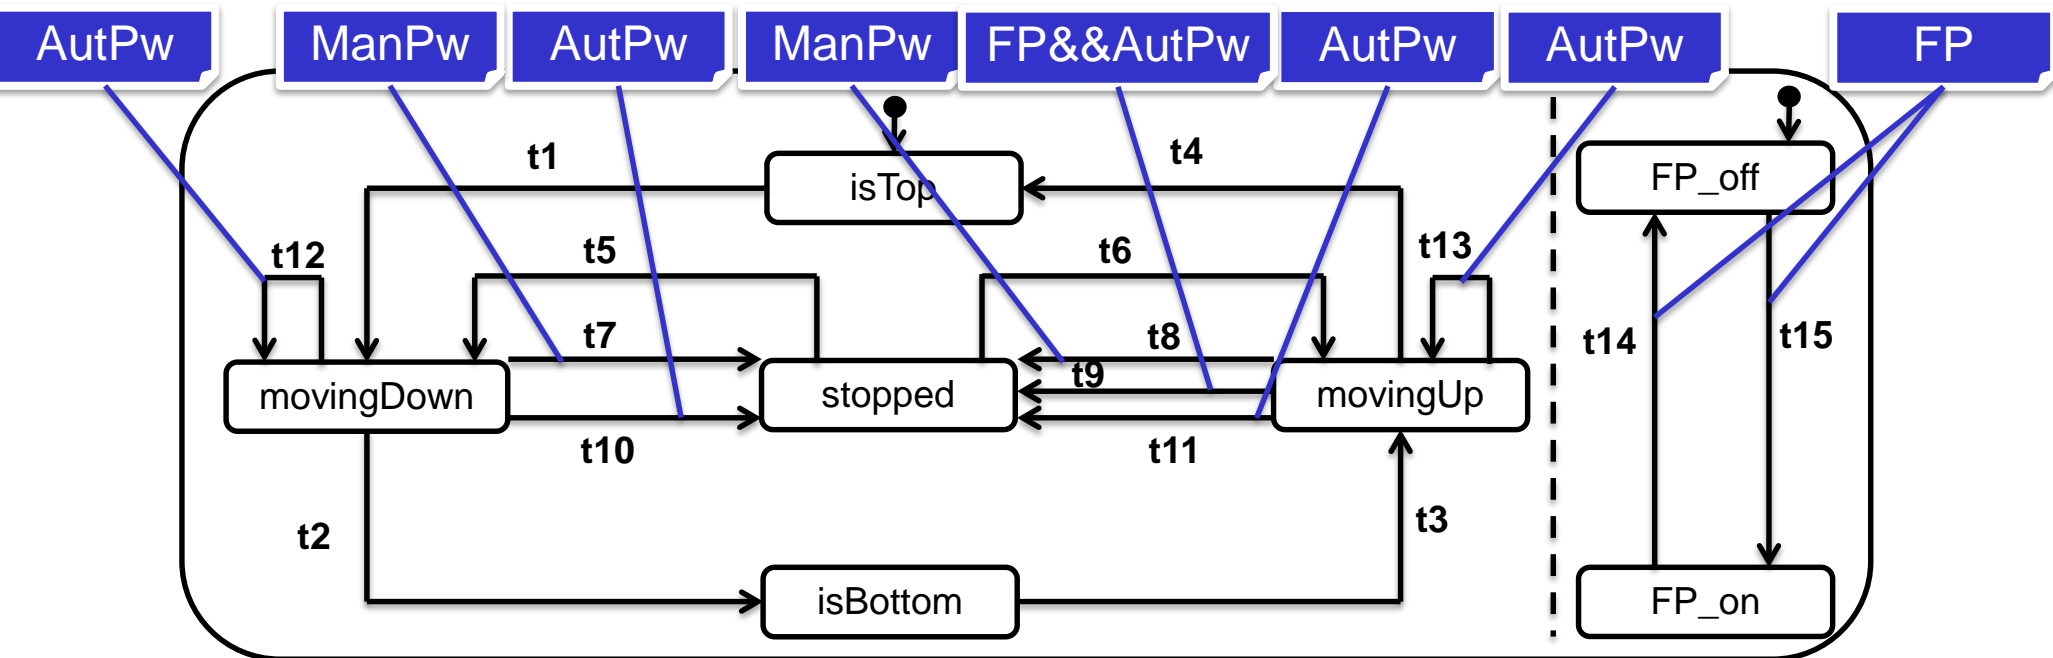 AutPw
ManPw
AutPw
ManPw
FP&&AutPw
AutPw
AutPw
FP
t1
isTop
t4
FP_off
t12
t5
t6
t13
t7
t8
t14
t15
movingDown
stopped
t9
movingUp
t10
t11
t2
t3
isBottom
FP_on